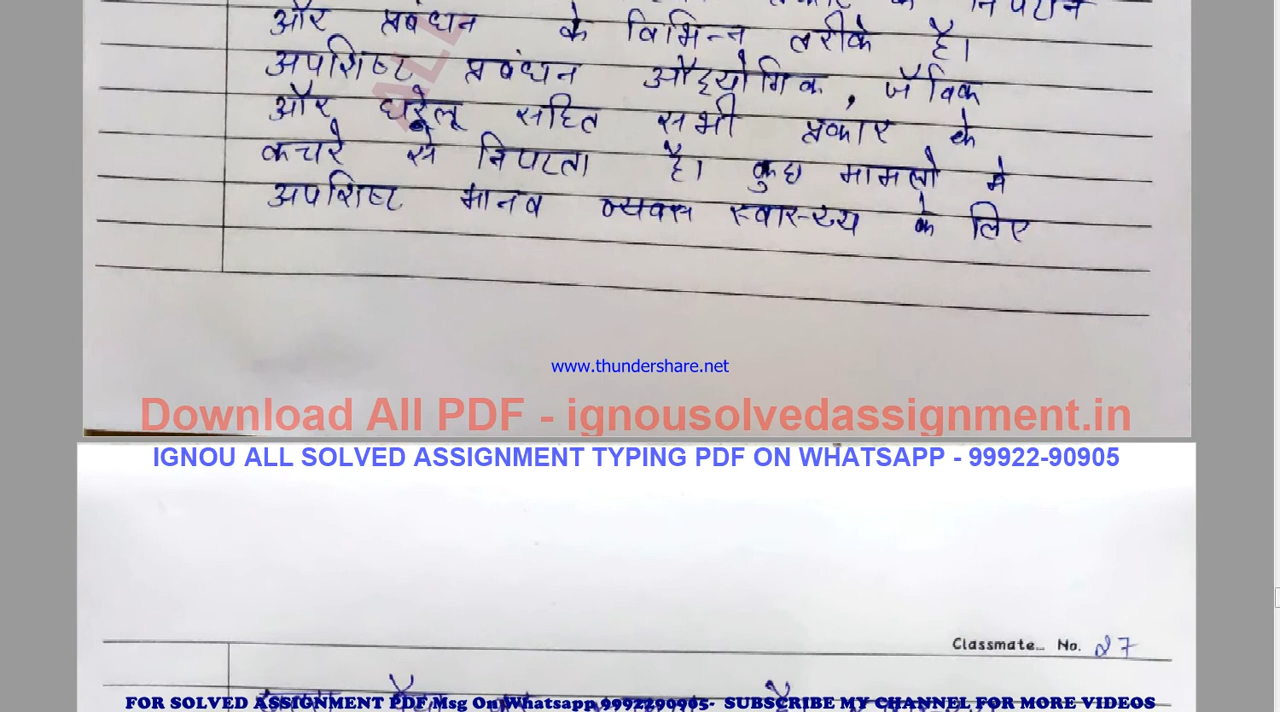 और प्रबंधन के विभिन्न तरीके है।
अपशिष्ट प्रबंधन औद्योगिक, जैविक
और घरेलू सहित सभी प्रकार के
कचरे से निपटता है। कुछ मामलो मे
अपशिष्ट मानव स्वास्थ्य के लिए
www.thundershare.net
Download All PDF - ignousolvedassignment.in
IGNOU ALL SOLVED ASSIGNMENT TYPING PDF ON WHATSAPP - 99922-90905
Classmate No. 27
FOR SOLVED ASSIGNMENT PDF Msg On Whatsapp 9992290905- SUBSCRIBE MY CHANNEL FOR MORE VIDEOS